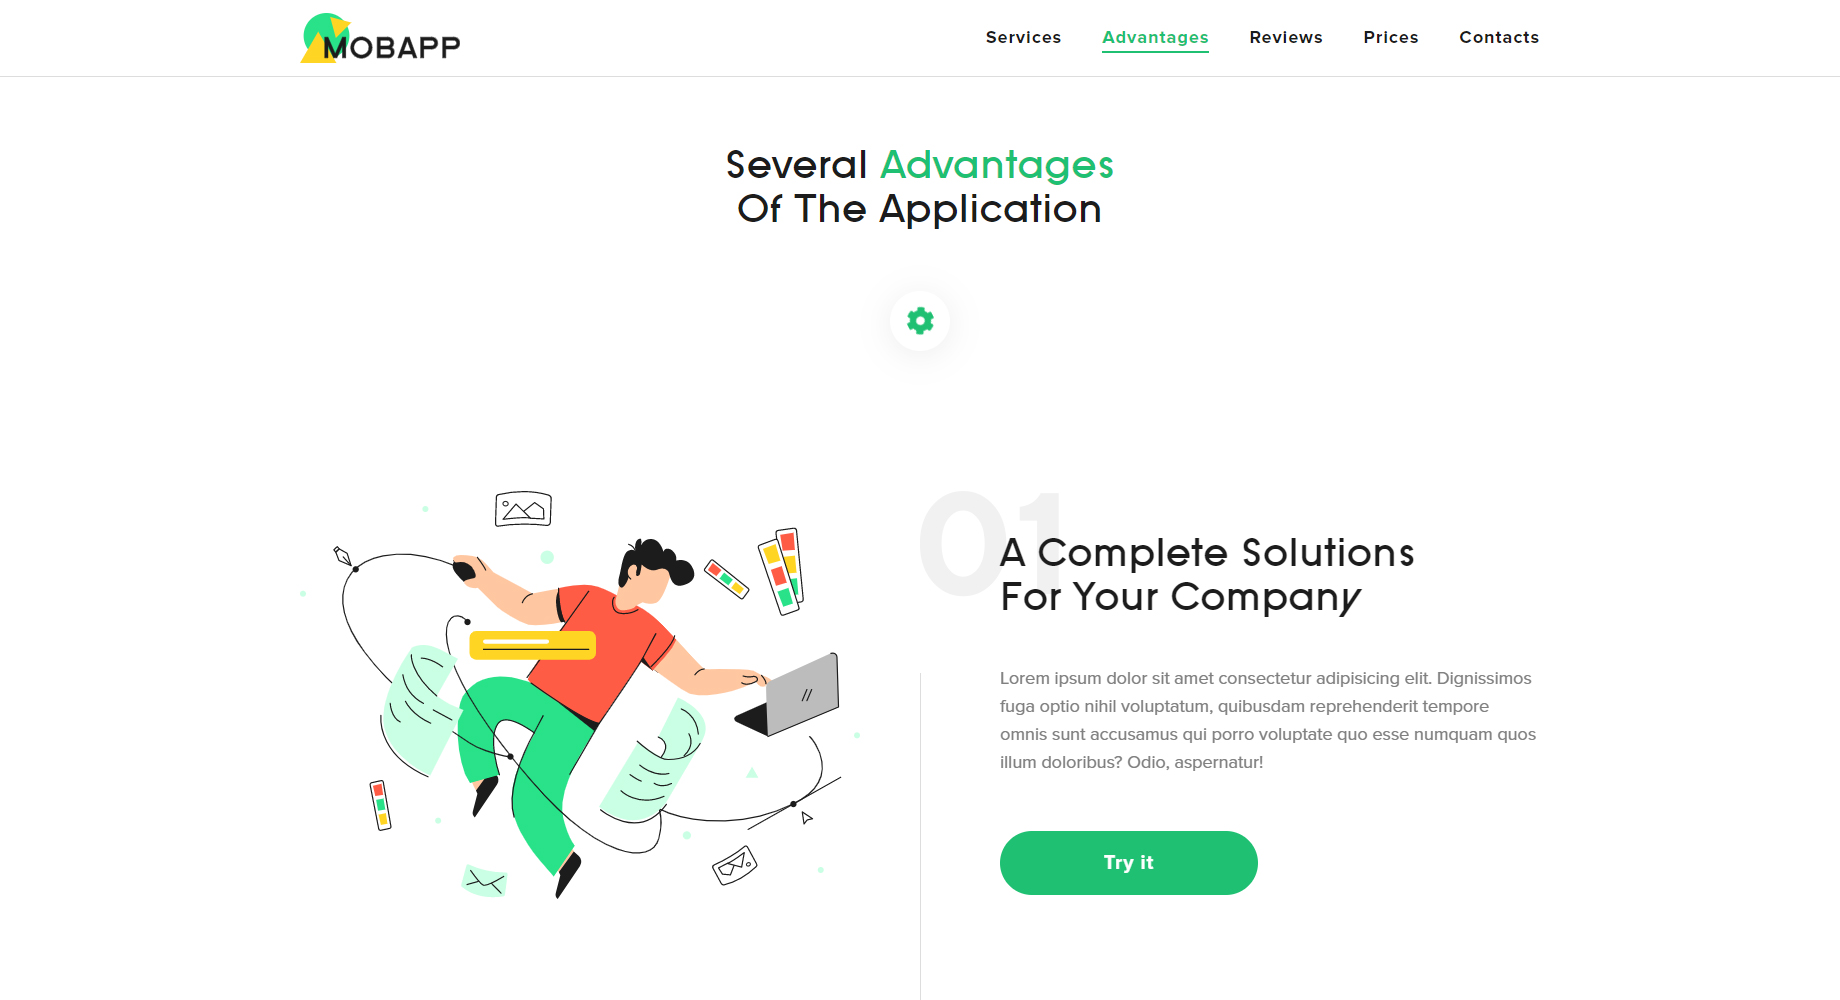 MOBAPP
Services Advantages Reviews Prices Contacts
Several Advantages
Of The Application
01
A Complete Solutions
For Your Company
Lorem ipsum dolor sit amet consectetur adipisicing elit. Dignissimos
fuga optio nihil voluptatum, quibusdam reprehenderit tempore
omnis sunt accusamus qui porro voluptate quo esse numquam quos
illum doloribus? Odio, aspernatur!
Try it